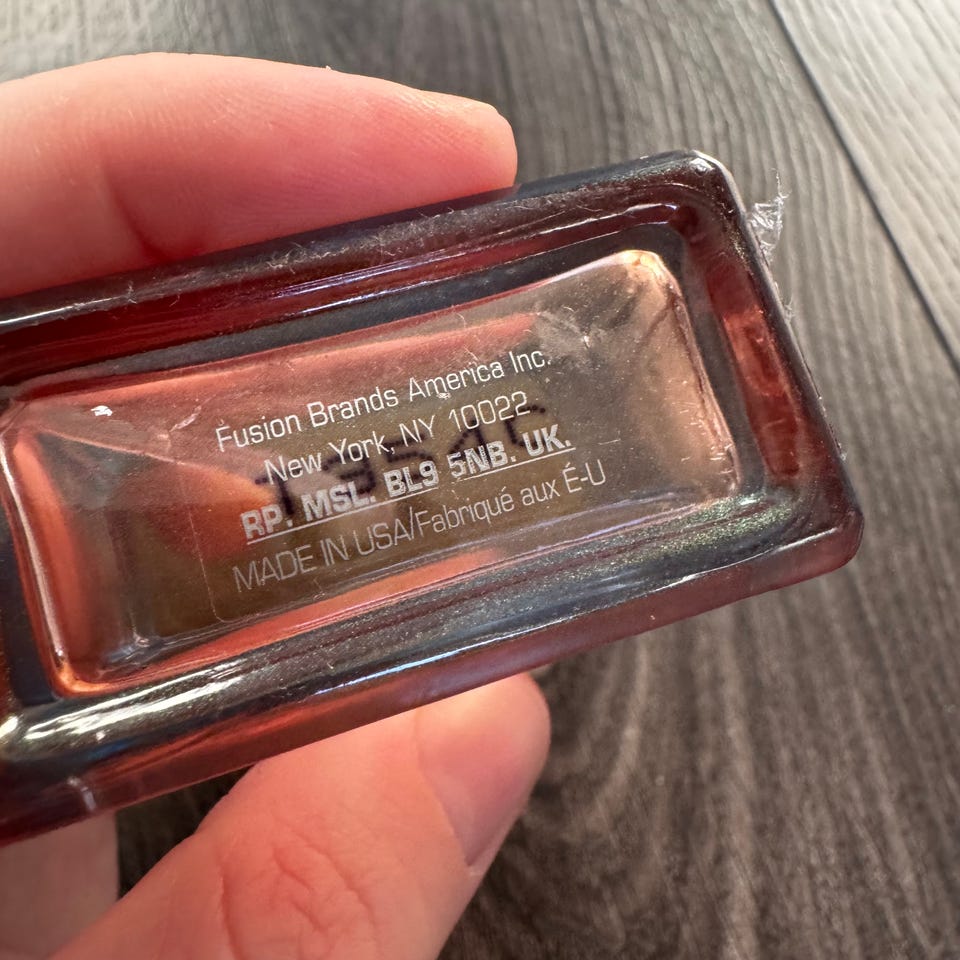 Fusion Brands America Inc.
New York, NY 10022
RP. MSL. BL9 5NB. UK.
MADE IN USA/Fabriqué aux É-U